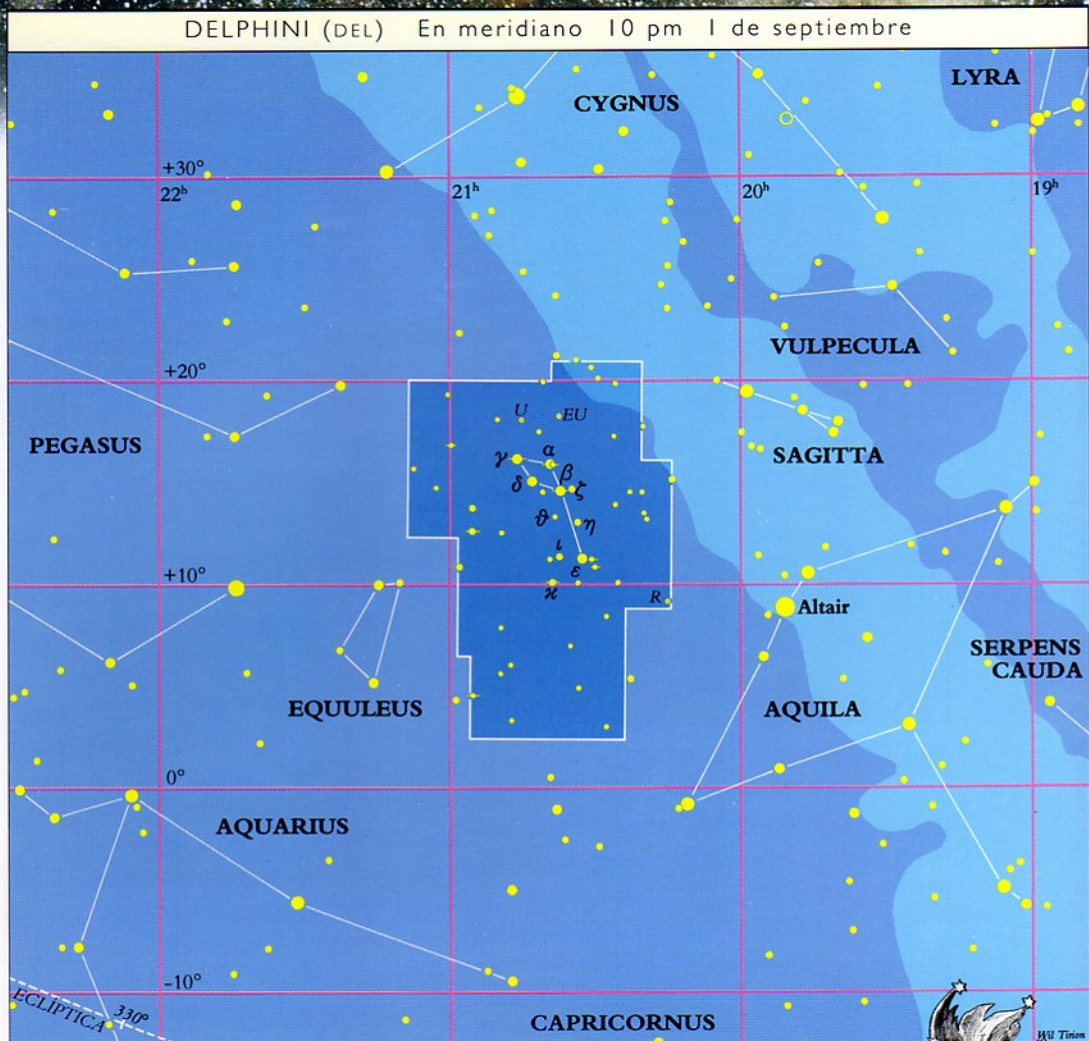 DELPHINI (DEL) En meridiano 10 pm 1 de septiembre
LYRA
CYGNUS
+30°
22h
21h
20h
19h
VULPECULA
+20°
U
EU
PEGASUS
SAGITTA
γ
α
β
δ
ζ
ϑ
η
ι
ε
+10°
ϰ
R
Altair
SERPENS
CAUDA
EQUULEUS
AQUILA
0°
AQUARIUS
-10°
ECLÍPTICA
330°
CAPRICORNUS
Wil Tirion